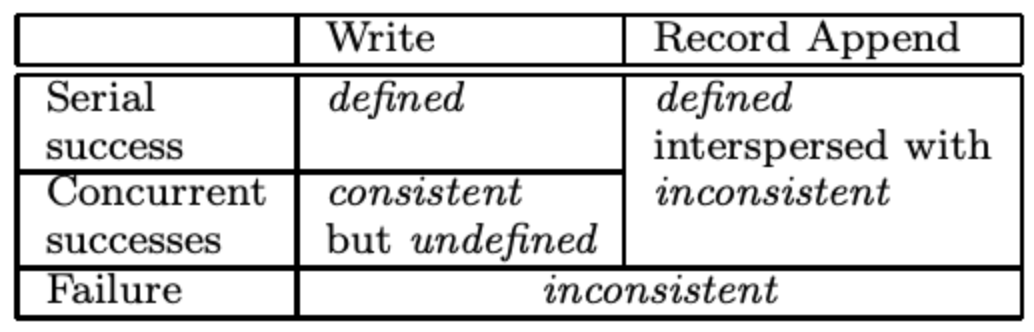 Write Record Append
Serial success
defined
defined interspersed with inconsistent
Concurrent successes
consistent but undefined
Failure
inconsistent